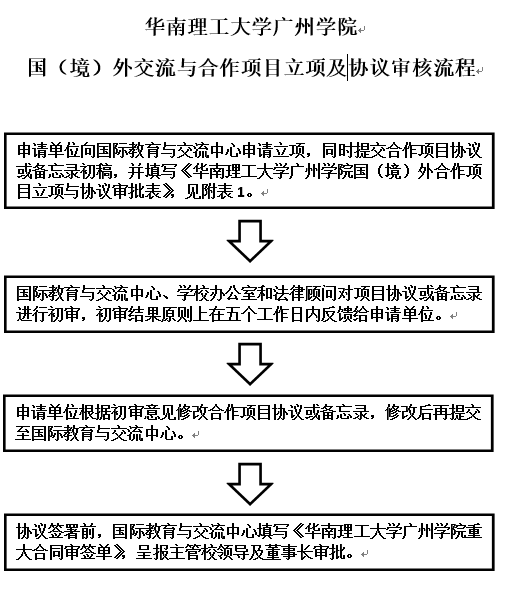 华南理工大学广州学院
国（境）外交流与合作项目立项及协议审核流程
申请单位向国际教育与交流中心申请立项，同时提交合作项目协议
或备忘录初稿，并填写《华南理工大学广州学院国（境）外合作项
目立项与协议审批表》，见附表1。
国际教育与交流中心、学校办公室和法律顾问对项目协议或备忘录
进行初审，初审结果原则上在五个工作日内反馈给申请单位。
申请单位根据初审意见修改合作项目协议或备忘录，修改后再提交
至国际教育与交流中心。
协议签署前，国际教育与交流中心填写《华南理工大学广州学院重
大合同审签单》，呈报主管校领导及董事长审批。